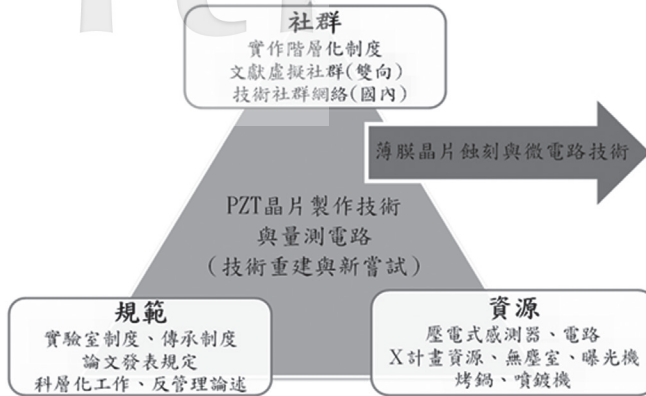 社群
實作階層化制度
文獻虛擬社群(雙向)
技術社群網絡(國內)
薄膜晶片蝕刻與微電路技術
PZT晶片製作技術
與量測電路
(技術重建與新嘗試)
規範
實驗室制度、傳承制度
論文發表規定
科層化工作、反管理論述
資源
壓電式感測器、電路
X計畫資源、無塵室、曝光機
烤鍋、噴鍍機